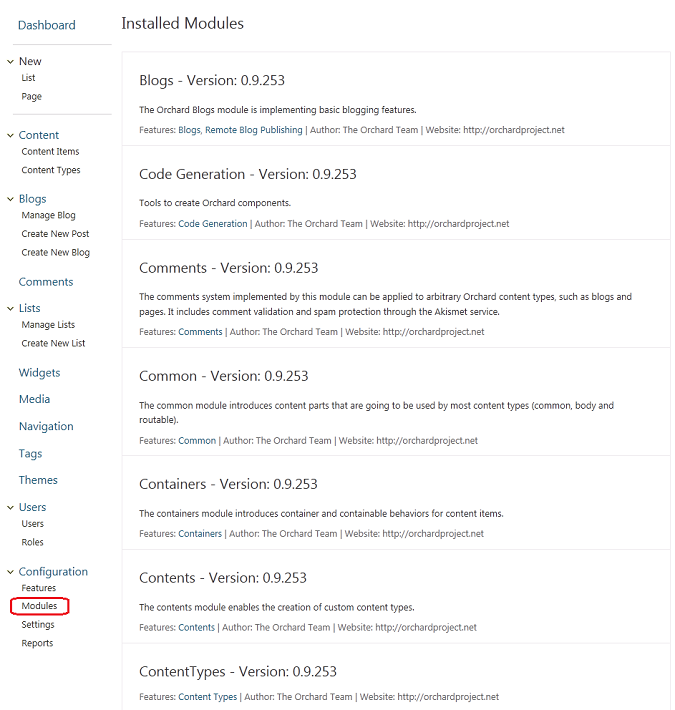 Dashboard
New
List
Page
Content
Content Items
Content Types
Blogs
Manage Blog
Create New Post
Create New Blog
Comments
Lists
Manage Lists
Create New List
Widgets
Media
Navigation
Tags
Themes
Users
Users
Roles
Configuration
Features
Modules
Settings
Reports
Installed Modules
Blogs - Version: 0.9.253
The Orchard Blogs module is implementing basic blogging features.
Features: Blogs, Remote Blog Publishing | Author: The Orchard Team | Website: http://orchardproject.net
Code Generation - Version: 0.9.253
Tools to create Orchard components.
Features: Code Generation | Author: The Orchard Team | Website: http://orchardproject.net
Comments - Version: 0.9.253
The comments system implemented by this module can be applied to arbitrary Orchard content types, such as blogs and
pages. It includes comment validation and spam protection through the Akismet service.
Features: Comments | Author: The Orchard Team | Website: http://orchardproject.net
Common - Version: 0.9.253
The common module introduces content parts that are going to be used by most content types (common, body and
routable).
Features: Common | Author: The Orchard Team | Website: http://orchardproject.net
Containers - Version: 0.9.253
The containers module introduces container and containable behaviors for content items.
Features: Containers | Author: The Orchard Team | Website: http://orchardproject.net
Contents - Version: 0.9.253
The contents module enables the creation of custom content types.
Features: Contents | Author: The Orchard Team | Website: http://orchardproject.net
ContentTypes - Version: 0.9.253
Features: Content Types | Author: The Orchard Team | Website: http://orchardproject.net